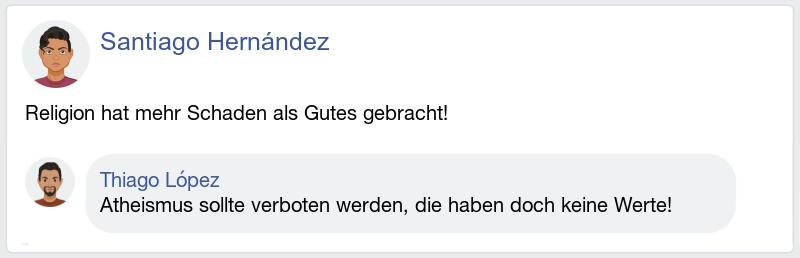 Santiago Hernández
Religion hat mehr Schaden als Gutes gebracht!
Thiago López
Atheismus sollte verboten werden, die haben doch keine Werte!